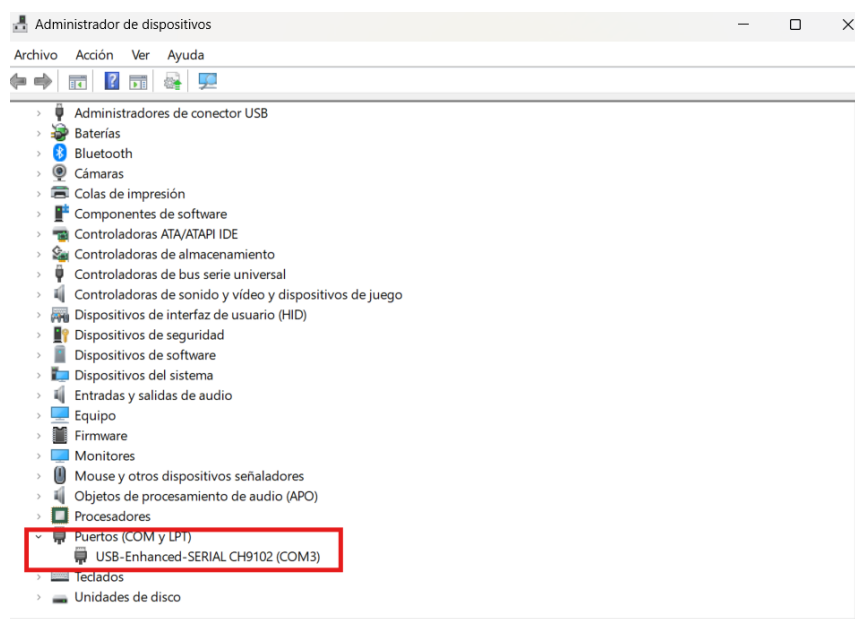 Administrador de dispositivos
Archivo Acción Ver Ayuda
Administradores de conector USB
Baterías
Bluetooth
Cámaras
Colas de impresión
Componentes de software
Controladoras ATA/ATAPI IDE
Controladoras de almacenamiento
Controladoras de bus serie universal
Controladoras de sonido y vídeo y dispositivos de juego
Dispositivos de interfaz de usuario (HID)
Dispositivos de seguridad
Dispositivos de software
Dispositivos del sistema
Entradas y salidas de audio
Equipo
Firmware
Monitores
Mouse y otros dispositivos señaladores
Objetos de procesamiento de audio (APO)
Procesadores
Puertos (COM y LPT)
USB-Enhanced-SERIAL CH9102 (COM3)
Teclados
Unidades de disco